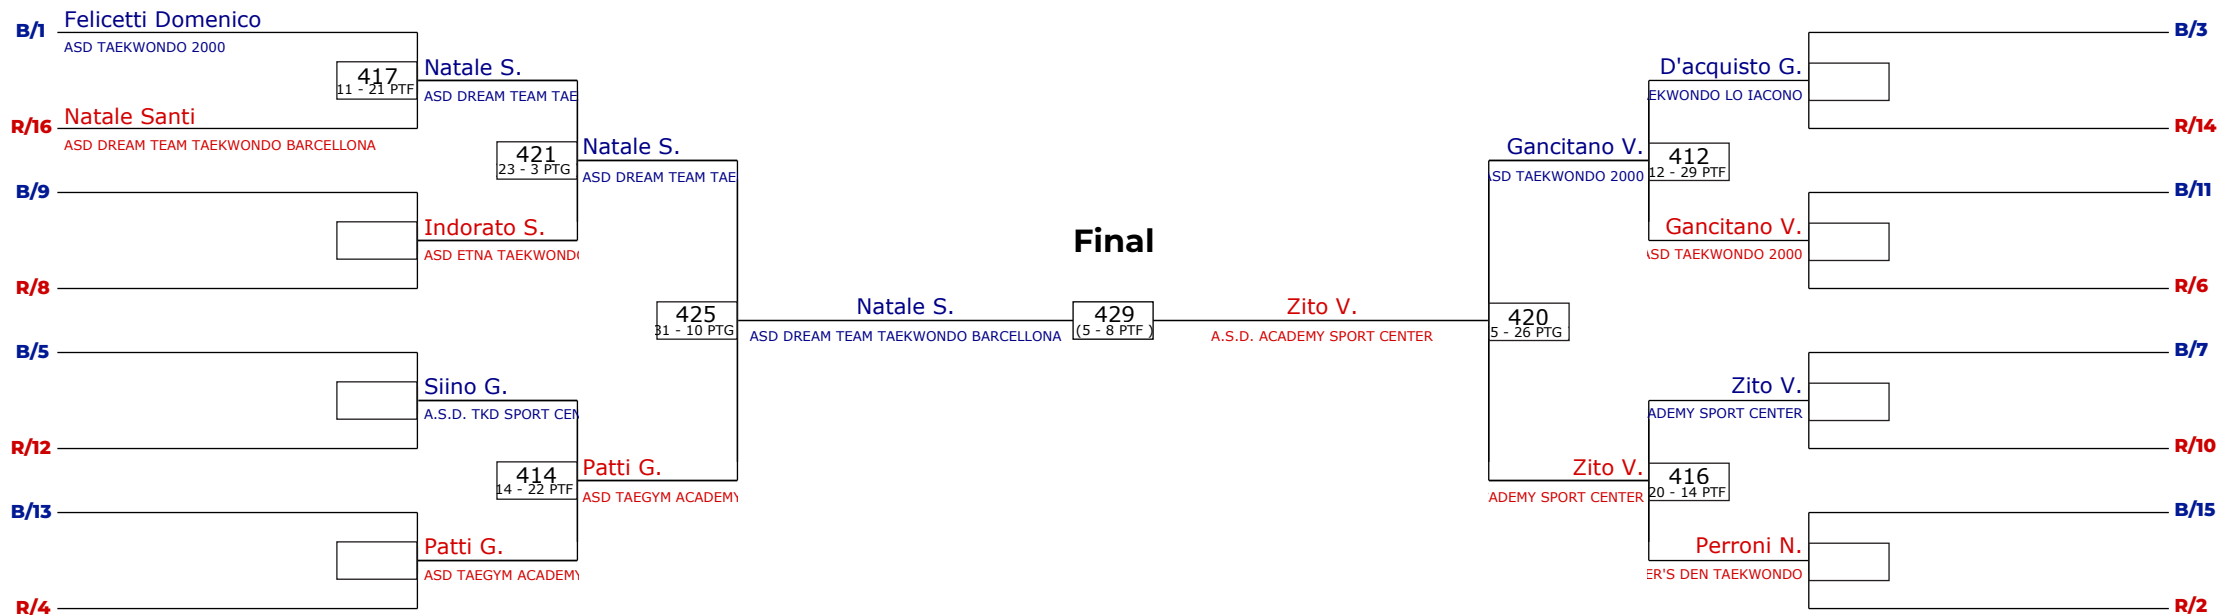 B/1
Felicetti Domenico
ASD TAEKWONDO 2000
417
11 - 21 PTF
Natale S.
ASD DREAM TEAM TAE
R/16
Natale Santi
ASD DREAM TEAM TAEKWONDO BARCELLONA
421
23 - 3 PTG
Natale S.
ASD DREAM TEAM TAE
B/9
Indorato S.
ASD ETNA TAEKWONDO
R/8
425
31 - 10 PTG
B/5
Siino G.
A.S.D. TKD SPORT CEN
R/12
414
14 - 22 PTF
Patti G.
ASD TAEGYM ACADEMY
B/13
Patti G.
ASD TAEGYM ACADEMY
R/4
Final
Natale S.
ASD DREAM TEAM TAEKWONDO BARCELLONA
429
(5 - 8 PTF )
Zito V.
A.S.D. ACADEMY SPORT CENTER
B/3
D'acquisto G.
EKWONDO LO IACONO
R/14
Gancitano V.
ASD TAEKWONDO 2000
412
12 - 29 PTF
B/11
Gancitano V.
ASD TAEKWONDO 2000
R/6
420
5 - 26 PTG
B/7
Zito V.
ADEMY SPORT CENTER
R/10
Zito V.
ADEMY SPORT CENTER
416
20 - 14 PTF
B/15
Perroni N.
ER'S DEN TAEKWONDO
R/2